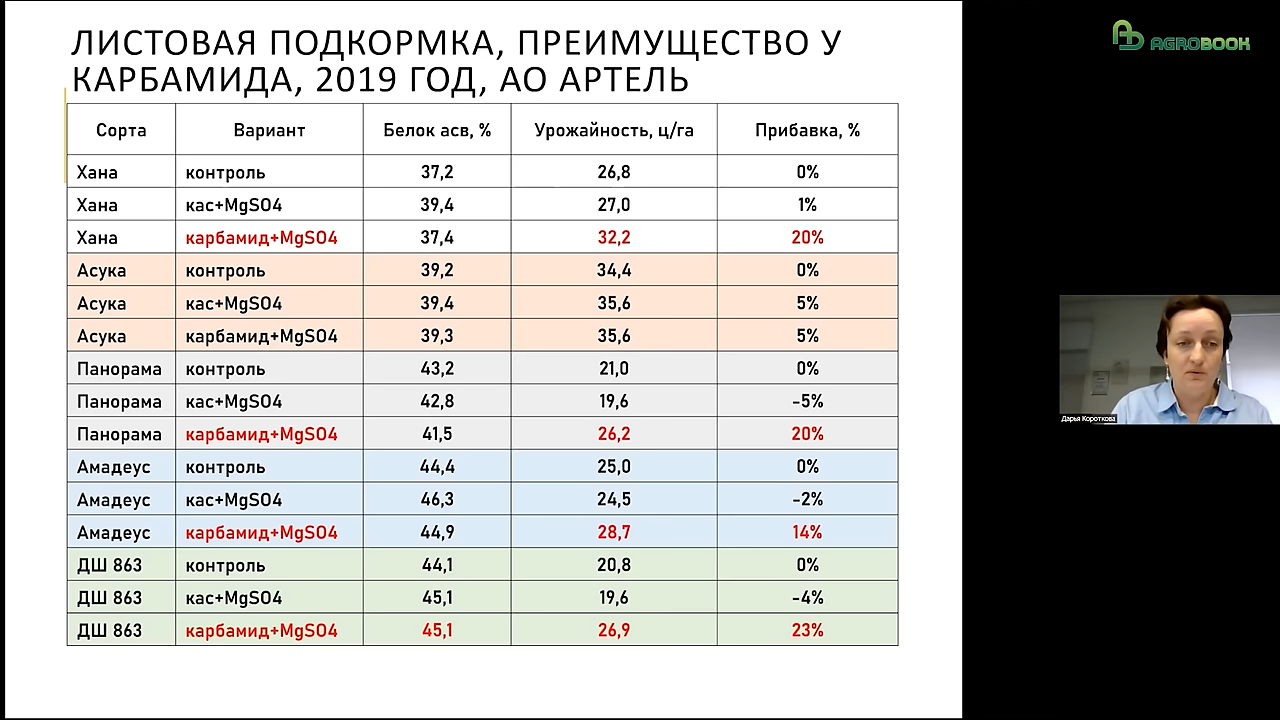 ЛИСТОВАЯ ПОДКОРМКА, ПРЕИМУЩЕСТВО У
КАРБАМИДА, 2019 ГОД, АО АРТЕЛЬ
AGROBOOK
Сорта Вариант Белок асв, % Урожайность, ц/га Прибавка, %
Хана контроль 37,2 26,8 0%
Хана кас+MgSO4 39,4 27,0 1%
Хана карбамид+MgSO4 37,4 32,2 20%
Асука контроль 39,2 34,4 0%
Асука кас+MgSO4 39,4 35,6 5%
Асука карбамид+MgSO4 39,3 35,6 5%
Панорама контроль 43,2 21,0 0%
Панорама кас+MgSO4 42,8 19,6 -5%
Панорама карбамид+MgSO4 41,5 26,2 20%
Амадеус контроль 44,4 25,0 0%
Амадеус кас+MgSO4 46,3 24,5 -2%
Амадеус карбамид+MgSO4 44,9 28,7 14%
ДШ 863 контроль 44,1 20,8 0%
ДШ 863 кас+MgSO4 45,1 19,6 -4%
ДШ 863 карбамид+MgSO4 45,1 26,9 23%
Дарья Короткова